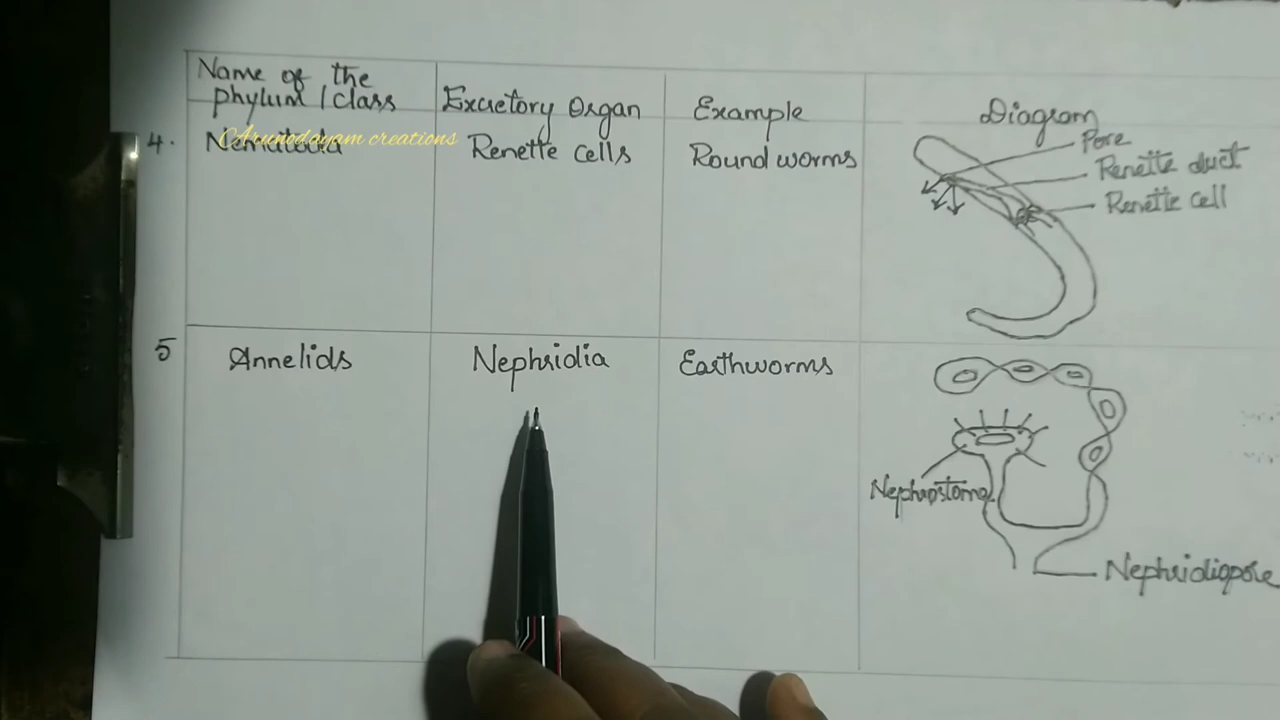 Name of the
phylum / class
Excretory Organ
Example
Diagram
Arunodayam creations
4.
Nematoda
Renette cells
Round worms
Pore
Renette duct
Renette cell
5
Annelids
Nephridia
Earthworms
Nephrostome
Nephridiopore